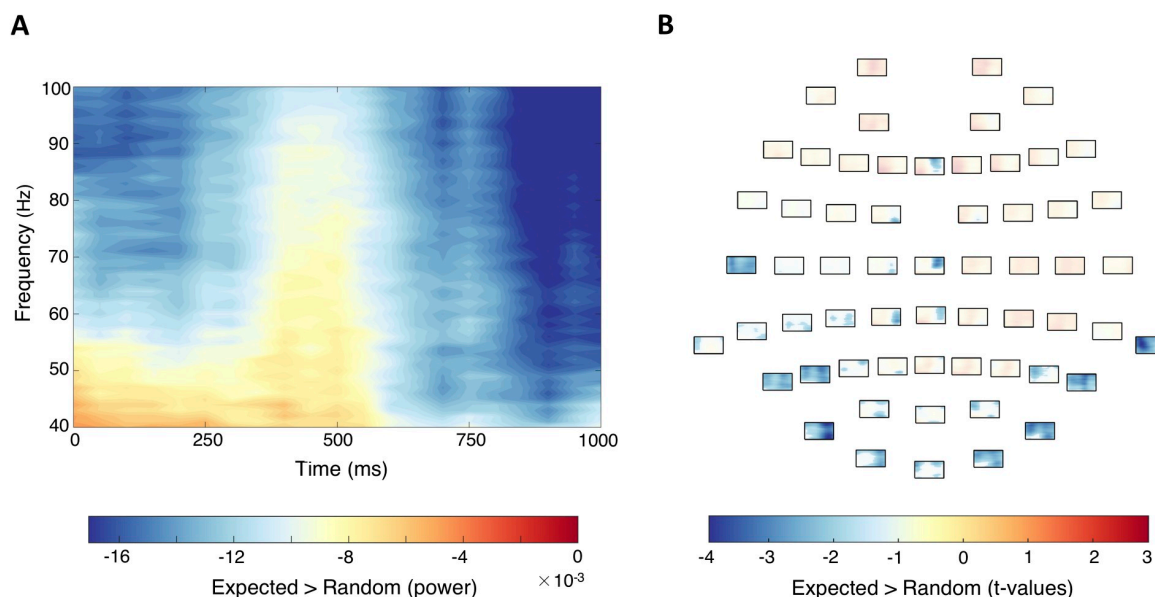 A
B
100
90
80
70
60
50
40
Frequency (Hz)
0 250 500 750 1000
Time (ms)
-16 -12 -8 -4 0
× 10⁻³
Expected > Random (power)
-4 -3 -2 -1 0 1 2 3
Expected > Random (t-values)